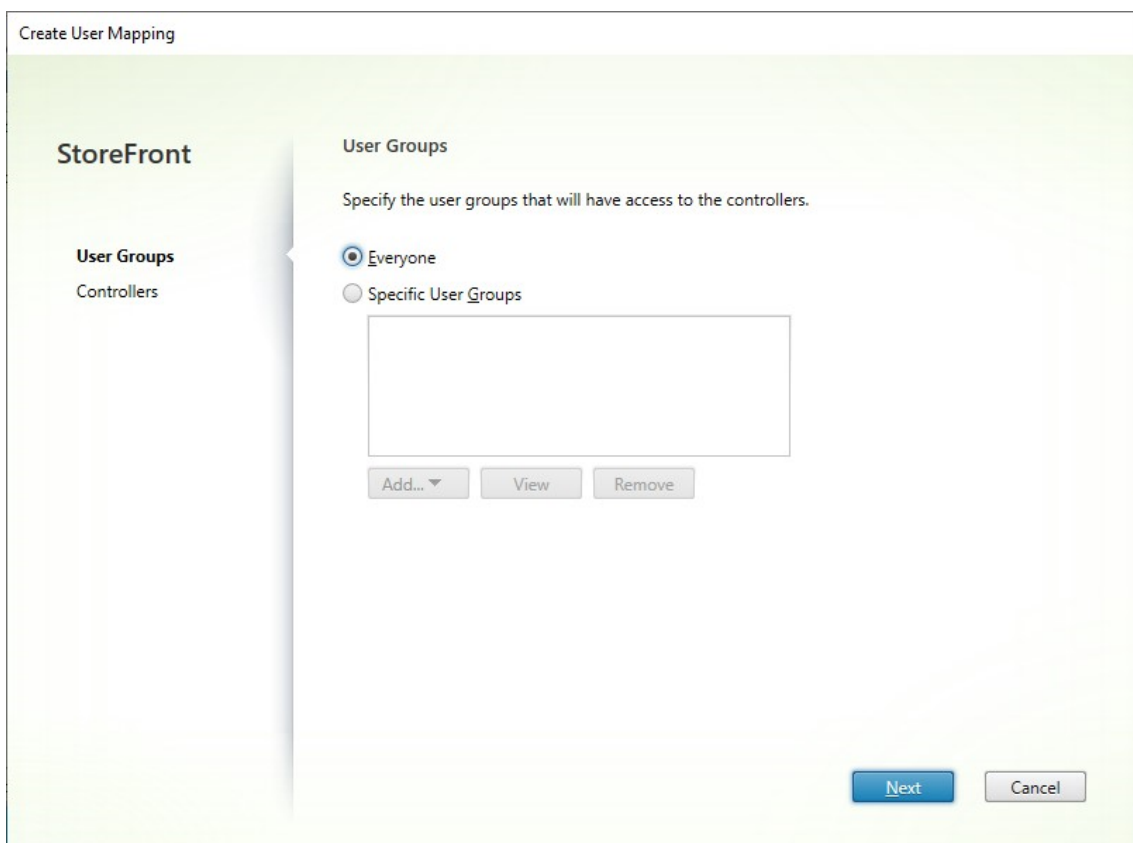 Create User Mapping
StoreFront
User Groups
Controllers
User Groups
Specify the user groups that will have access to the controllers.
Everyone
Specific User Groups
Add...
View
Remove
Next
Cancel